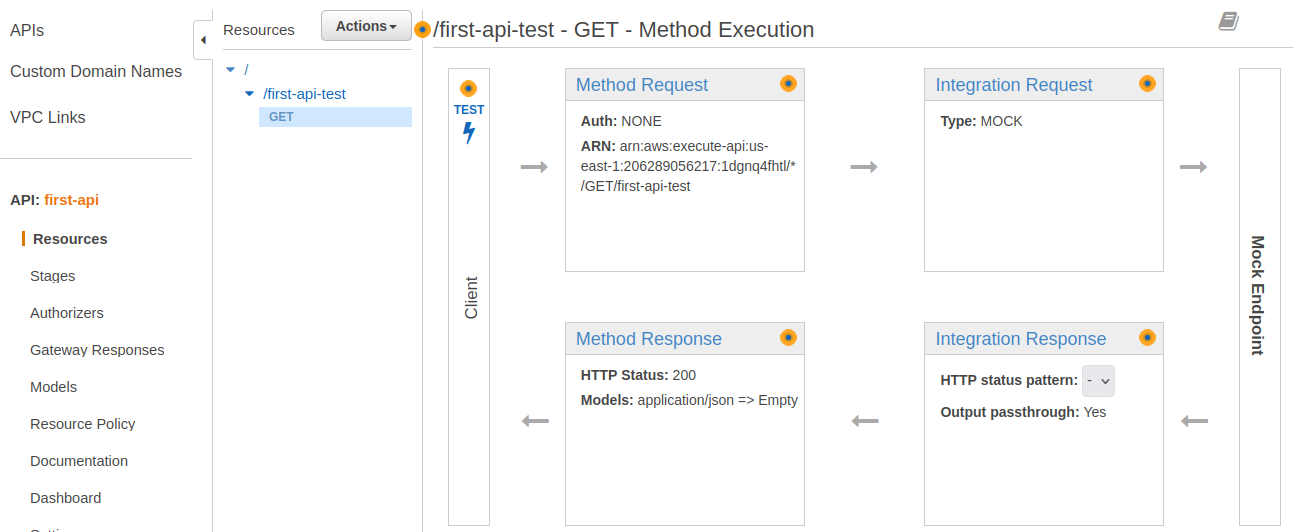 APIs
Custom Domain Names
VPC Links
API: first-api
Resources
Stages
Authorizers
Gateway Responses
Models
Resource Policy
Documentation
Dashboard
Resources
Actions
/
/first-api-test
GET
/first-api-test - GET - Method Execution
TEST
Client
Method Request
Auth: NONE
ARN: arn:aws:execute-api:us-
east-1:206289056217:1dgnq4fhtl/*
/GET/first-api-test
Integration Request
Type: MOCK
Mock Endpoint
Method Response
HTTP Status: 200
Models: application/json => Empty
Integration Response
HTTP status pattern: -
Output passthrough: Yes